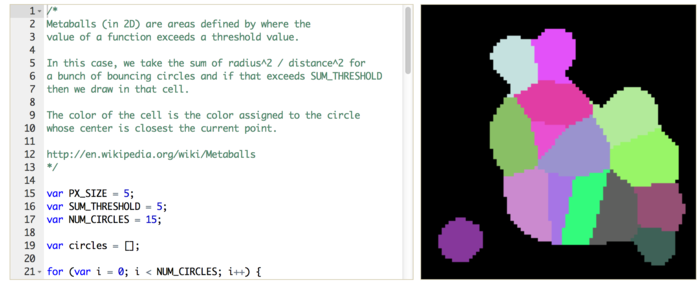 1 /*
2 Metaballs (in 2D) are areas defined by where the
3 value of a function exceeds a threshold value.
4
5 In this case, we take the sum of radius^2 / distance^2 for
6 a bunch of bouncing circles and if that exceeds SUM_THRESHOLD
7 then we draw in that cell.
8
9 The color of the cell is the color assigned to the circle
10 whose center is closest the current point.
11
12 http://en.wikipedia.org/wiki/Metaballs
13 */
14
15 var PX_SIZE = 5;
16 var SUM_THRESHOLD = 5;
17 var NUM_CIRCLES = 15;
18
19 var circles = [];
20
21 for (var i = 0; i < NUM_CIRCLES; i++) {